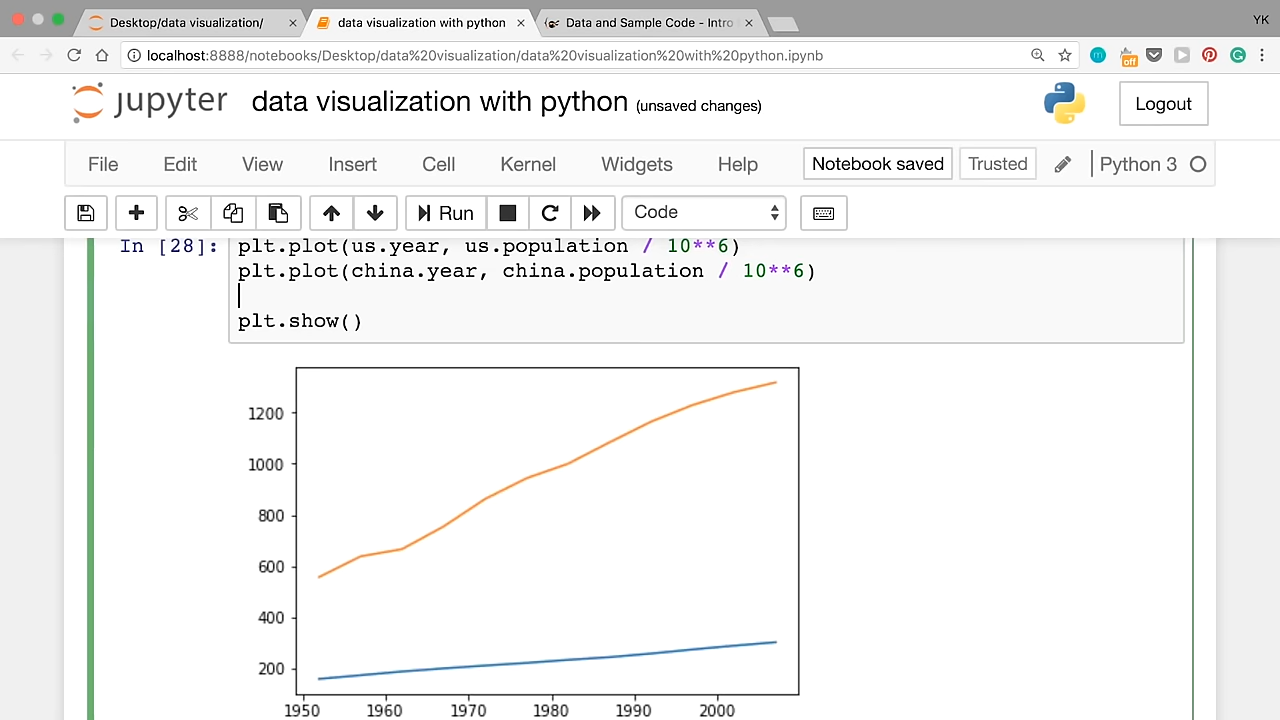 Desktop/data visualization/
data visualization with python
Data and Sample Code - Intro
YK
localhost:8888/notebooks/Desktop/data%20visualization/data%20visualization%20with%20python.ipynb
m
off
G
jupyter data visualization with python (unsaved changes)
Logout
File Edit View Insert Cell Kernel Widgets Help
Notebook saved Trusted Python 3
Run Code
In [28]: plt.plot(us.year, us.population / 10**6)
plt.plot(china.year, china.population / 10**6)
plt.show()
1200
1000
800
600
400
200
1950 1960 1970 1980 1990 2000